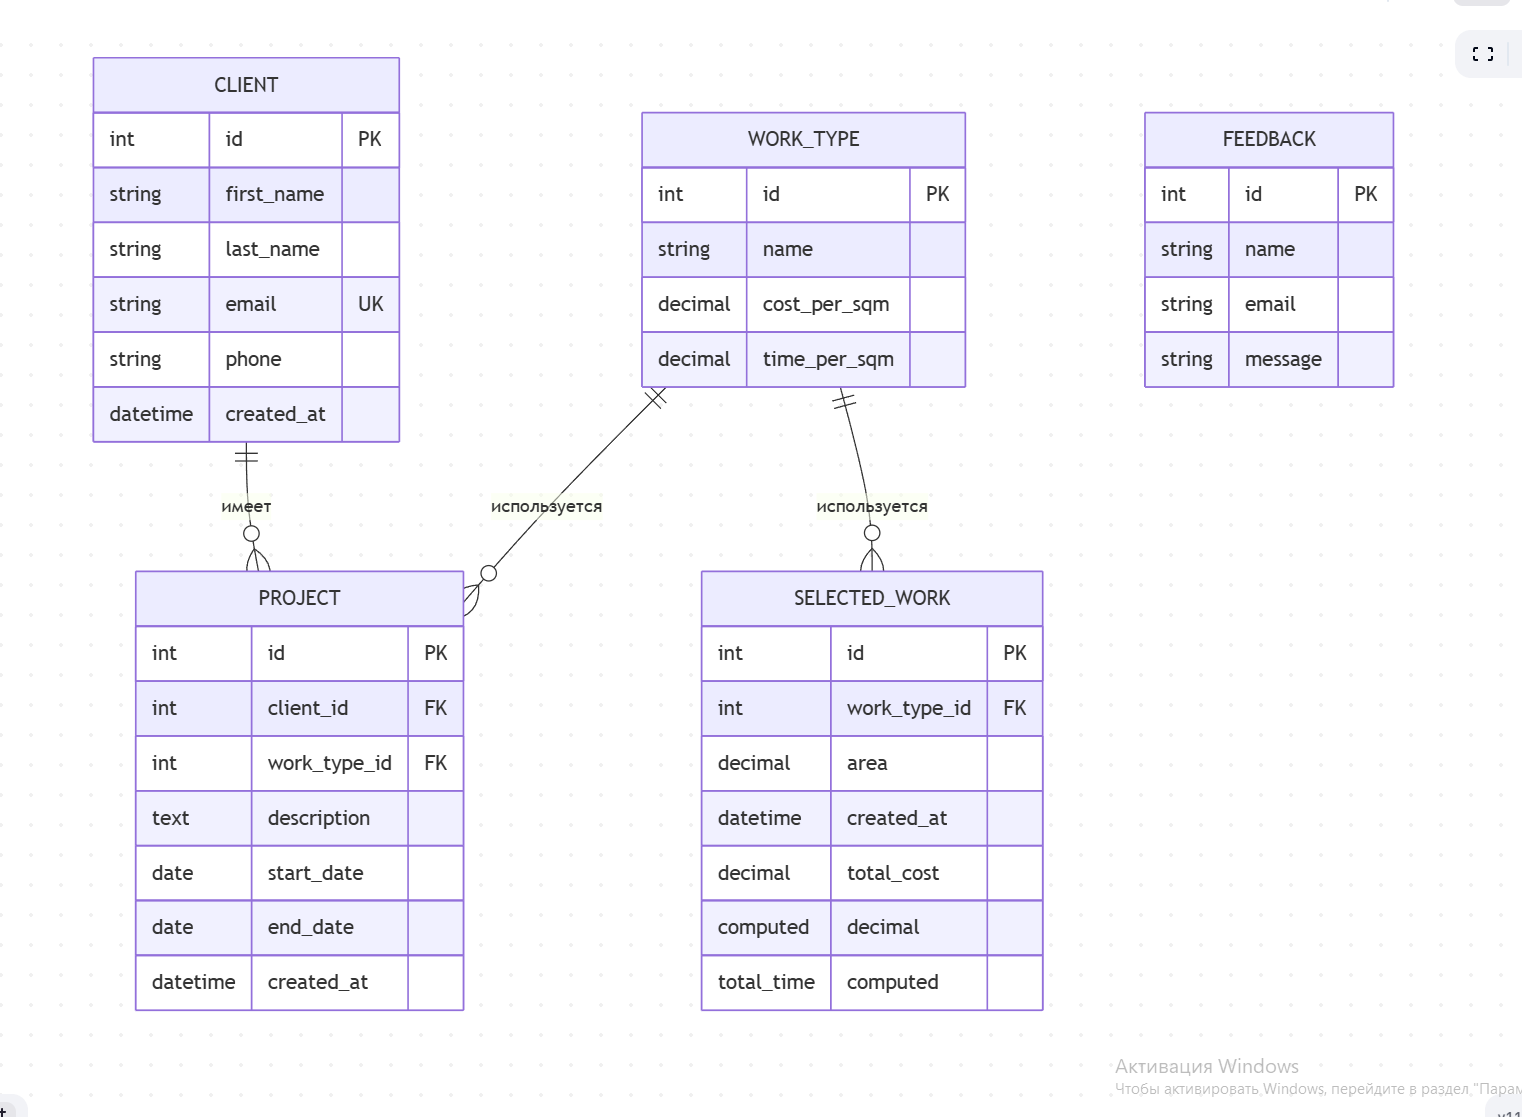 CLIENT
int id PK
string first_name
string last_name
string email UK
string phone
datetime created_at
WORK_TYPE
int id PK
string name
decimal cost_per_sqm
decimal time_per_sqm
FEEDBACK
int id PK
string name
string email
string message
имеет
используется
используется
PROJECT
int id PK
int client_id FK
int work_type_id FK
text description
date start_date
date end_date
datetime created_at
SELECTED_WORK
int id PK
int work_type_id FK
decimal area
datetime created_at
decimal total_cost
computed decimal
total_time computed
Активация Windows
Чтобы активировать Windows, перейдите в раздел "Парам